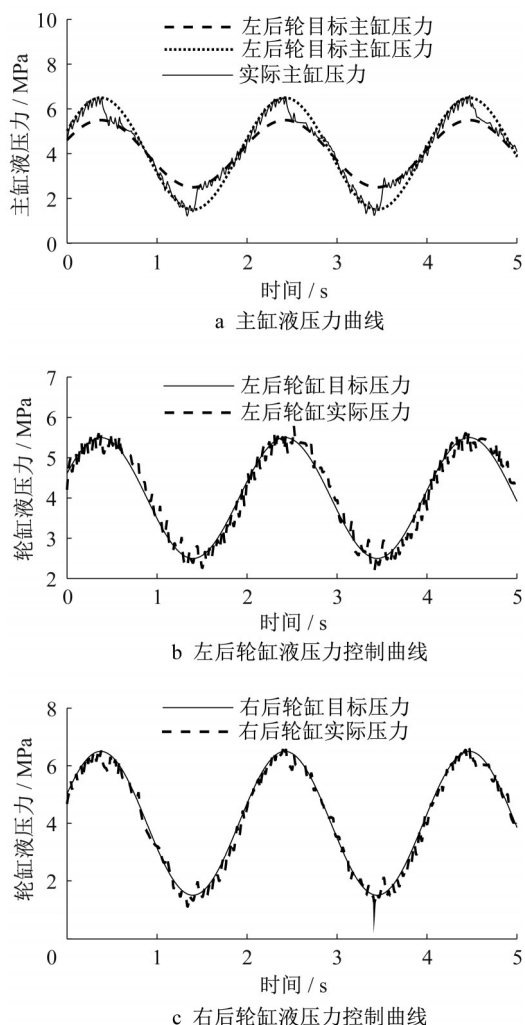 左后轮目标主缸压力
左后轮目标主缸压力
实际主缸压力
主缸液压力 / MPa
10
8
6
4
2
0
0 1 2 3 4 5
时间 / s
a 主缸液压力曲线
左后轮缸目标压力
左后轮缸实际压力
轮缸液压力 / MPa
7
6
5
4
3
2
0 1 2 3 4 5
时间 / s
b 左后轮缸液压力控制曲线
右后轮缸目标压力
右后轮缸实际压力
轮缸液压力 / MPa
8
6
4
2
0 1 2 3 4 5
时间 / s
c 右后轮缸液压力控制曲线